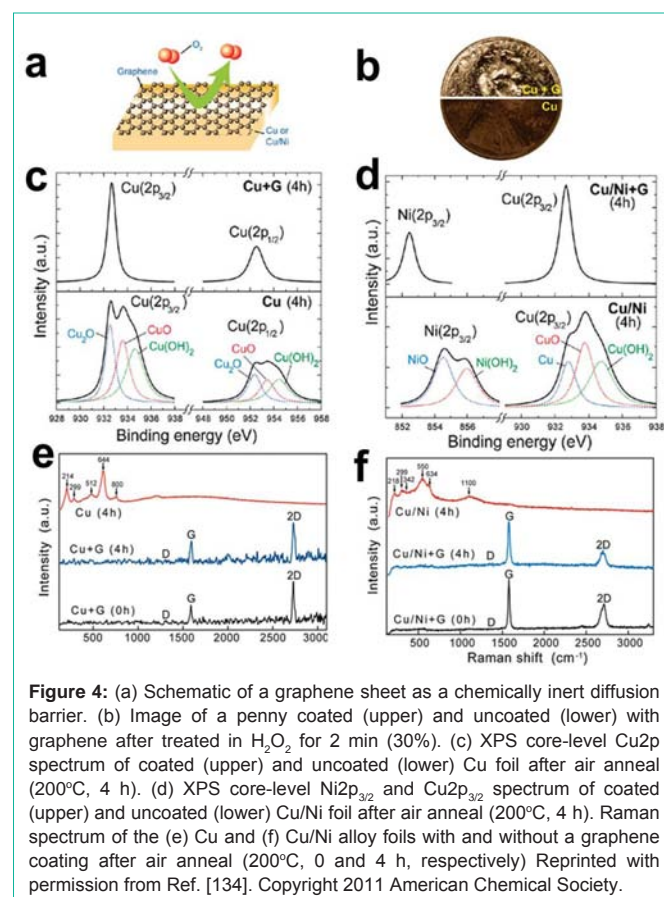 a
O₂
Graphene
Cu or
Cu/Ni
b
Cu + G
Cu
c
Cu(2p₃/₂)
Cu+G (4h)
Cu(2p₁/₂)
Intensity (a.u.)
Cu(2p₃/₂)
Cu (4h)
Cu₂O
CuO
Cu(OH)₂
Cu(2p₁/₂)
CuO
Cu₂O
Cu(OH)₂
928 930 932 934 936 938 948 950 952 954 956 958
Binding energy (eV)
d
Cu/Ni+G
(4h)
Ni(2p₃/₂)
Cu(2p₃/₂)
Intensity (a.u.)
Cu/Ni
(4h)
Ni(2p₃/₂)
NiO
Ni(OH)₂
Cu(2p₃/₂)
CuO
Cu
Cu(OH)₂
852 854 856 930 932 934 936 938
Binding energy (eV)
e
644
214
299
512
800
Cu (4h)
Intensity (a.u.)
G
2D
Cu+G (4h)
D
G
2D
Cu+G (0h)
D
500 1000 1500 2000 2500 3000
f
550
299
634
218
342
1100
Cu/Ni (4h)
Intensity (a.u.)
G
2D
Cu/Ni+G (4h)
D
G
2D
Cu/Ni+G (0h)
D
500 1000 1500 2000 2500 3000
Raman shift (cm⁻¹)
Figure 4: (a) Schematic of a graphene sheet as a chemically inert diffusion
barrier. (b) Image of a penny coated (upper) and uncoated (lower) with
graphene after treated in H₂O₂ for 2 min (30%). (c) XPS core-level Cu2p
spectrum of coated (upper) and uncoated (lower) Cu foil after air anneal
(200°C, 4 h). (d) XPS core-level Ni2p₃/₂ and Cu2p₃/₂ spectrum of coated
(upper) and uncoated (lower) Cu/Ni foil after air anneal (200°C, 4 h). Raman
spectrum of the (e) Cu and (f) Cu/Ni alloy foils with and without a graphene
coating after air anneal (200°C, 0 and 4 h, respectively) Reprinted with
permission from Ref. [134]. Copyright 2011 American Chemical Society.